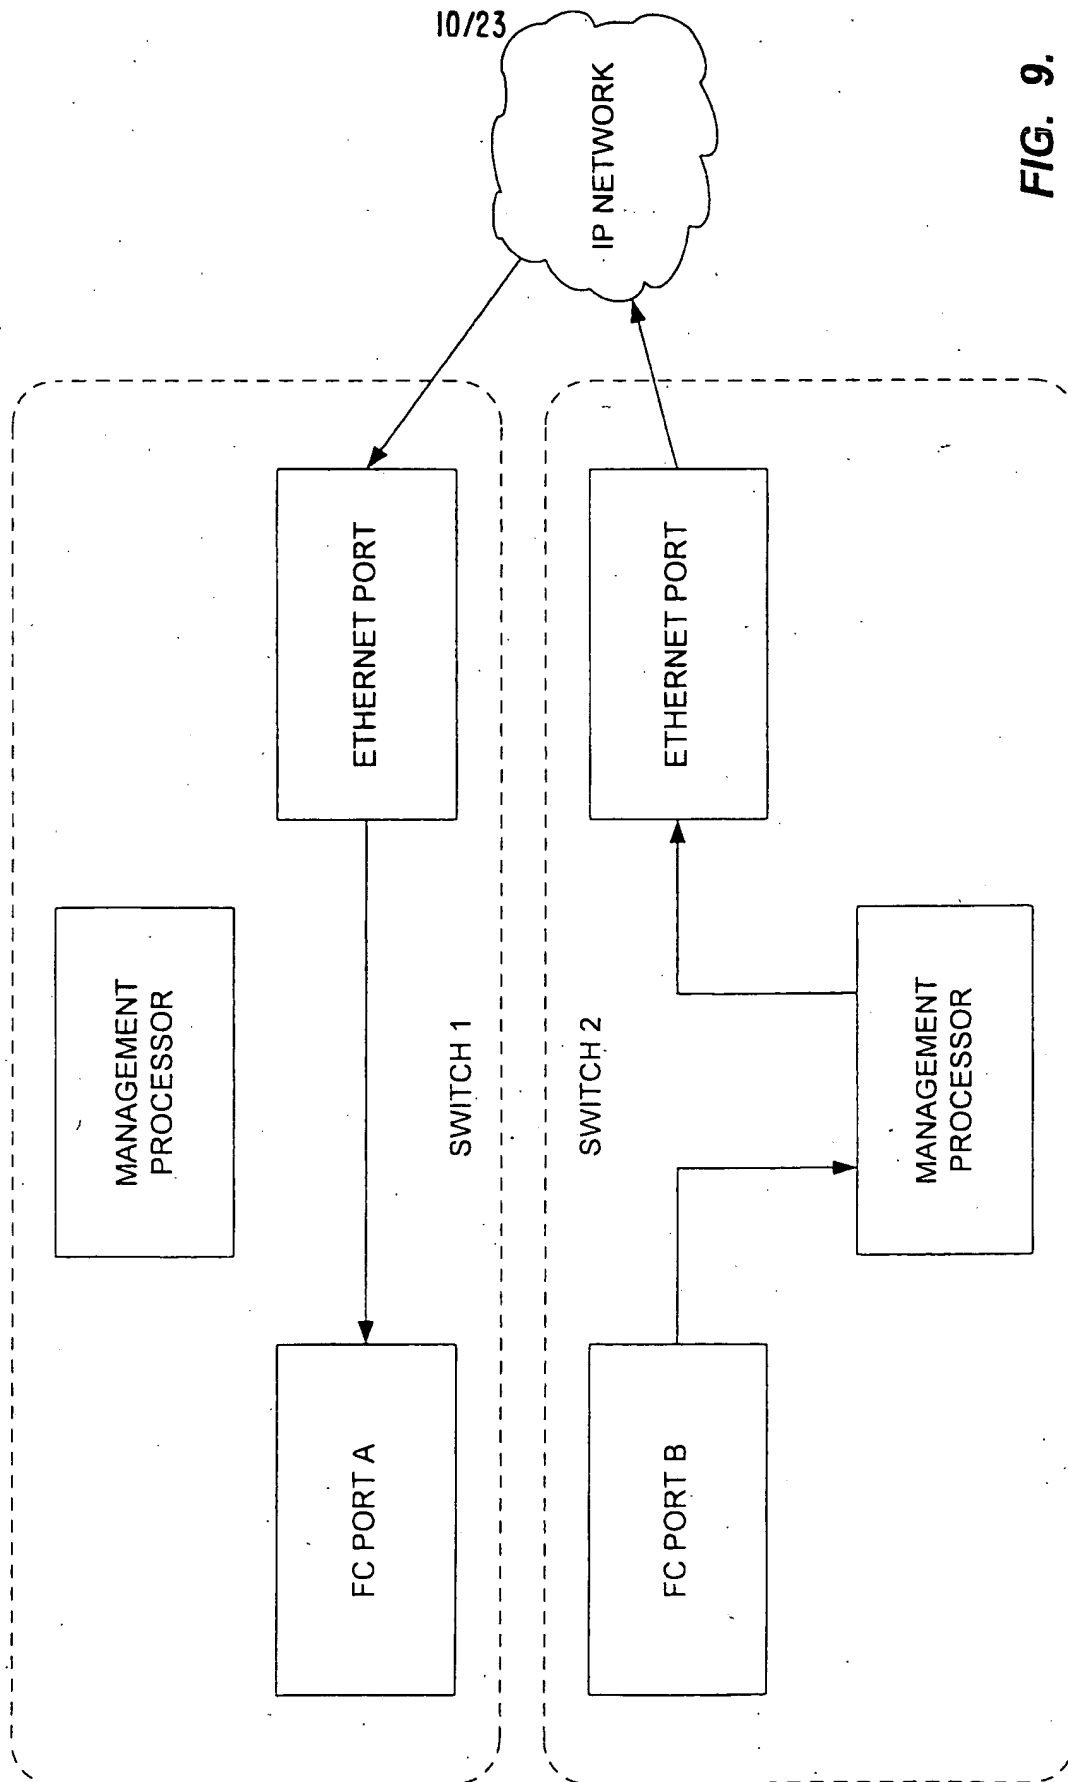 10/23
MANAGEMENT
PROCESSOR
FC PORT A
ETHERNET PORT
SWITCH 1
IP NETWORK
SWITCH 2
FC PORT B
ETHERNET PORT
MANAGEMENT
PROCESSOR
FIG. 9.